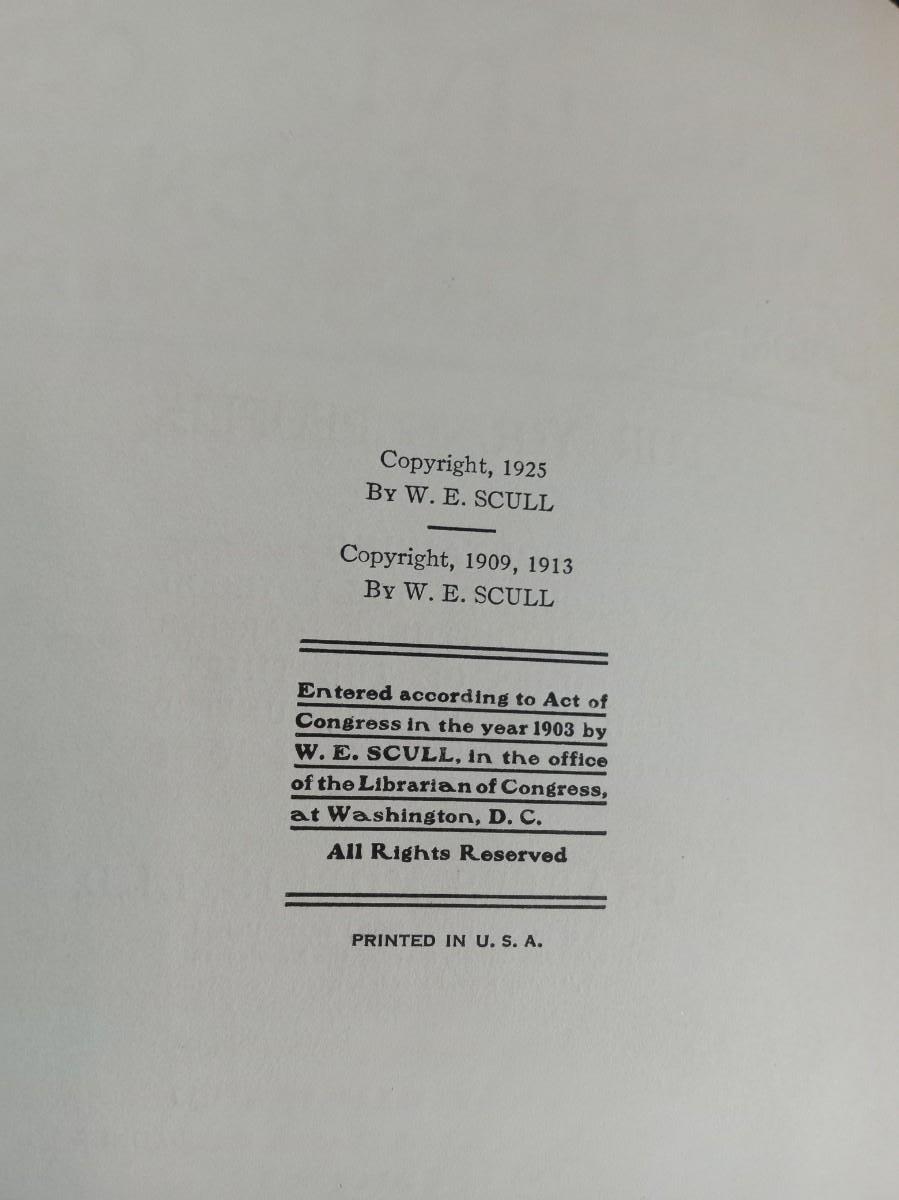 Copyright, 1925
By W. E. SCULL
Copyright, 1909, 1913
By W. E. SCULL
Entered according to Act of
Congress in the year 1903 by
W. E. SCULL, in the office
of the Librarian of Congress,
at Washington, D. C.
All Rights Reserved
PRINTED IN U. S. A.